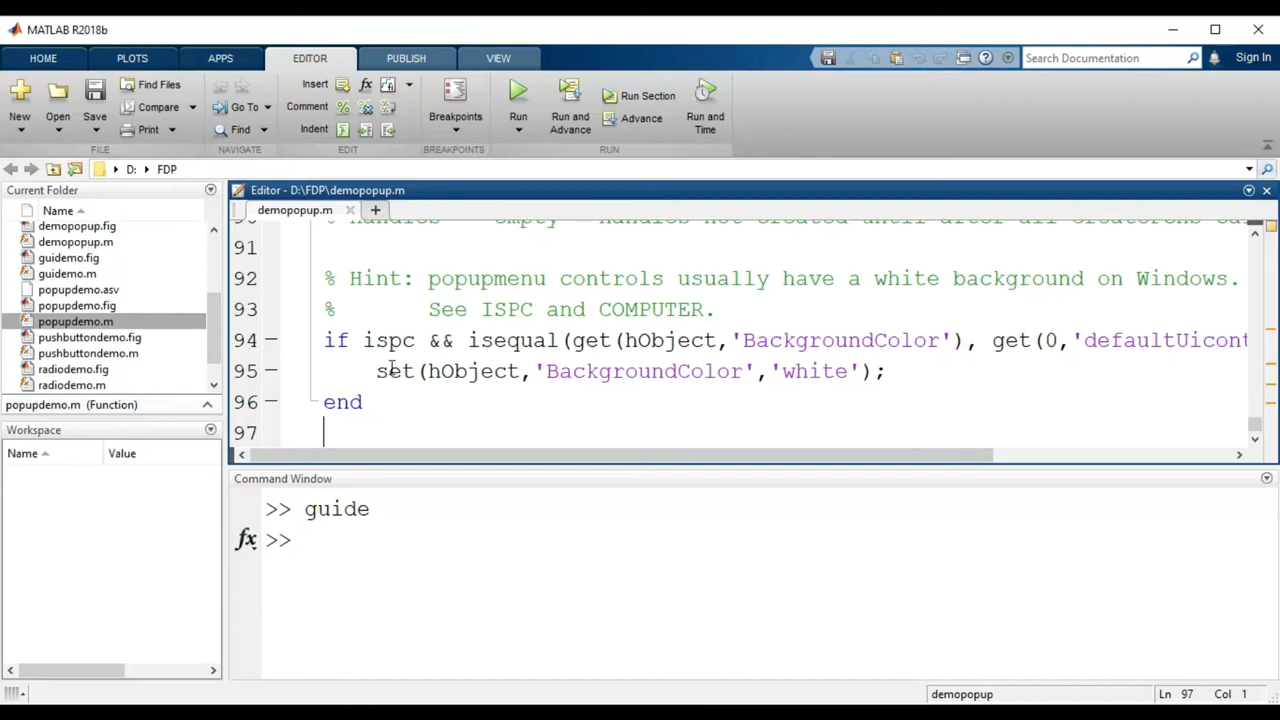 MATLAB R2018b
HOME
PLOTS
APPS
EDITOR
PUBLISH
VIEW
Search Documentation
Sign In
New
Open
Save
Find Files
Compare
Print
Go To
Find
Insert
Comment
Indent
Breakpoints
Run
Run and
Advance
Run Section
Advance
Run and
Time
FILE
NAVIGATE
EDIT
BREAKPOINTS
RUN
D:
FDP
Current Folder
Name
demopopup.fig
demopopup.m
guidemo.fig
guidemo.m
popupdemo.asv
popupdemo.fig
popupdemo.m
pushbuttondemo.fig
pushbuttondemo.m
radiodemo.fig
radiodemo.m
popupdemo.m (Function)
Workspace
Name
Value
Editor - D:\FDP\demopopup.m
demopopup.m
91
92 % Hint: popupmenu controls usually have a white background on Windows.
93 % See ISPC and COMPUTER.
94 — if ispc && isequal(get(hObject,'BackgroundColor'), get(0,'defaultUicont
95 — set(hObject,'BackgroundColor','white');
96 — end
97
Command Window
>> guide
fx >>
demopopup
Ln 97 Col 1